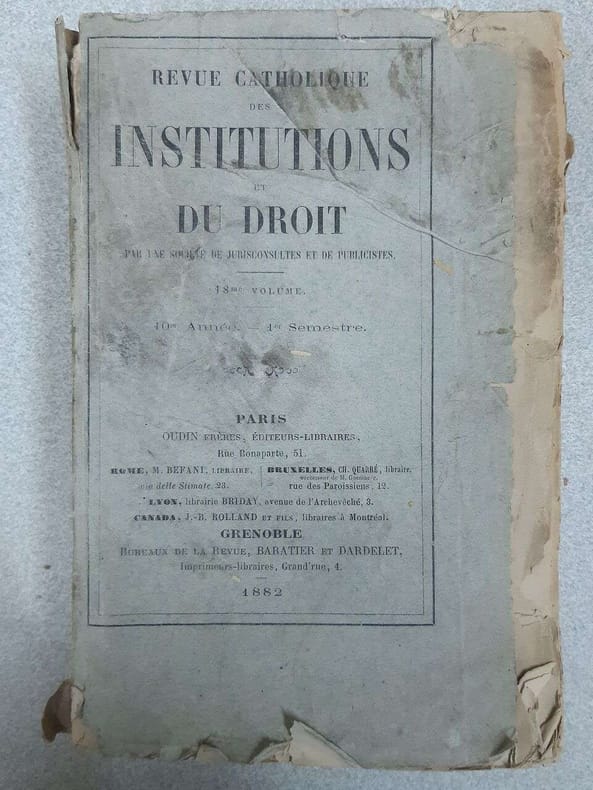 REVUE CATHOLIQUE
DES
INSTITUTIONS
ET
DU DROIT
PAR UNE SOCIÉTÉ DE JURISCONSULTES ET DE PUBLICISTES.
18me VOLUME.
10me Année. — 1er Semestre.
PARIS
OUDIN FRÈRES, ÉDITEURS-LIBRAIRES,
Rue Bonaparte, 51.
ROME, M. BEFANI, LIBRAIRE,
via delle Stimate, 23.
BRUXELLES, CH. QUARRÉ, libraire,
successeur de M.
rue des Paroissiens, 12.
LYON, librairie BRIDAY, avenue de l'Archevêché, 3.
CANADA, J.-B. ROLLAND ET FILS, libraires à Montréal.
GRENOBLE
BUREAUX DE LA REVUE, BARATIER ET DARDELET,
Imprimeurs-libraires, Grand'rue, 4.
1882